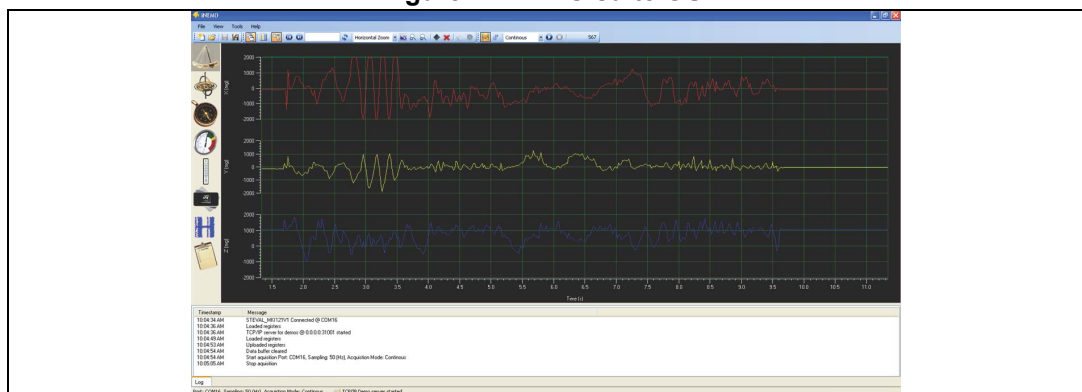 iNEMO
File View Tools Help
Horizontal Zoom Continous 567
2000
1000
0
-1000
-2000
X [mg]
2000
1000
0
-1000
-2000
Y [mg]
2000
1000
0
-1000
-2000
Z [mg]
1.5 2.0 2.5 3.0 3.5 4.0 4.5 5.0 5.5 6.0 6.5 7.0 7.5 8.0 8.5 9.0 9.5 10.0 10.5 11.0
Time (s)
Timestamp Message
10:04:34 AM STEVAL_MKI121V1 Connected @ COM16
10:04:36 AM Loaded registers
10:04:36 AM TCP/IP server for demos @ 0.0.0.0:31001 started
10:04:49 AM Loaded registers
10:04:53 AM Uploaded registers
10:04:54 AM Data buffer cleared
10:04:54 AM Start aquisition Port: COM16, Sampling: 50 (Hz), Acquisition Mode: Continous
10:05:05 AM Stop aquisition
Log
Port: COM16, Sampling: 50 (Hz), Acquisition Mode: Continous TCP/IP Demo server started